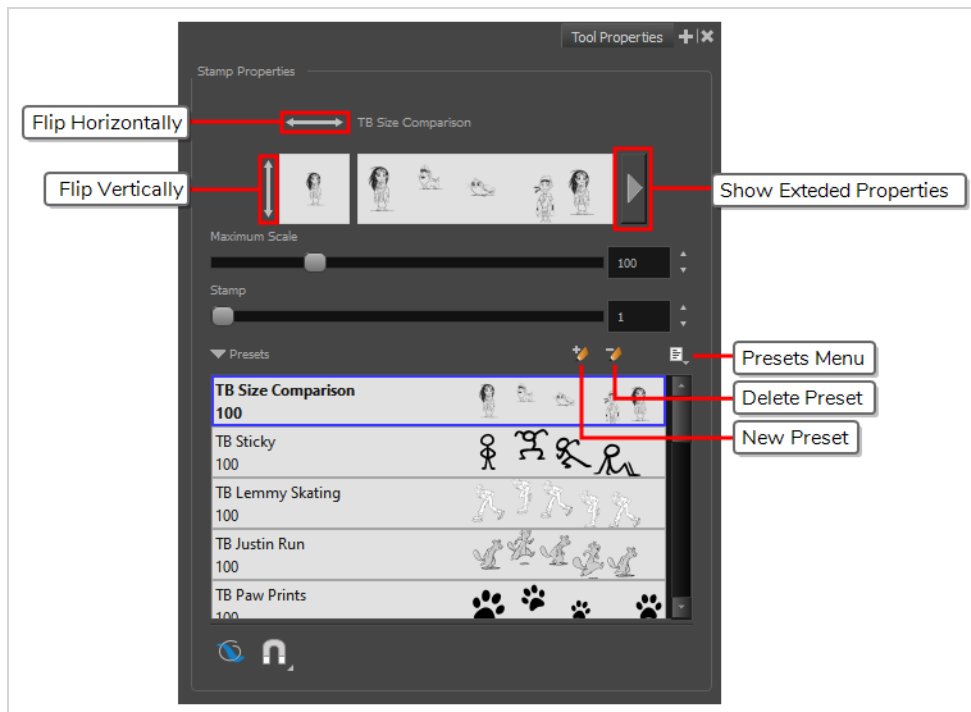 Tool Properties
Stamp Properties
Flip Horizontally
TB Size Comparison
Flip Vertically
Show Exteded Properties
Maximum Scale
100
Stamp
1
Presets
Presets Menu
TB Size Comparison
100
Delete Preset
New Preset
TB Sticky
100
TB Lemmy Skating
100
TB Justin Run
100
TB Paw Prints
100